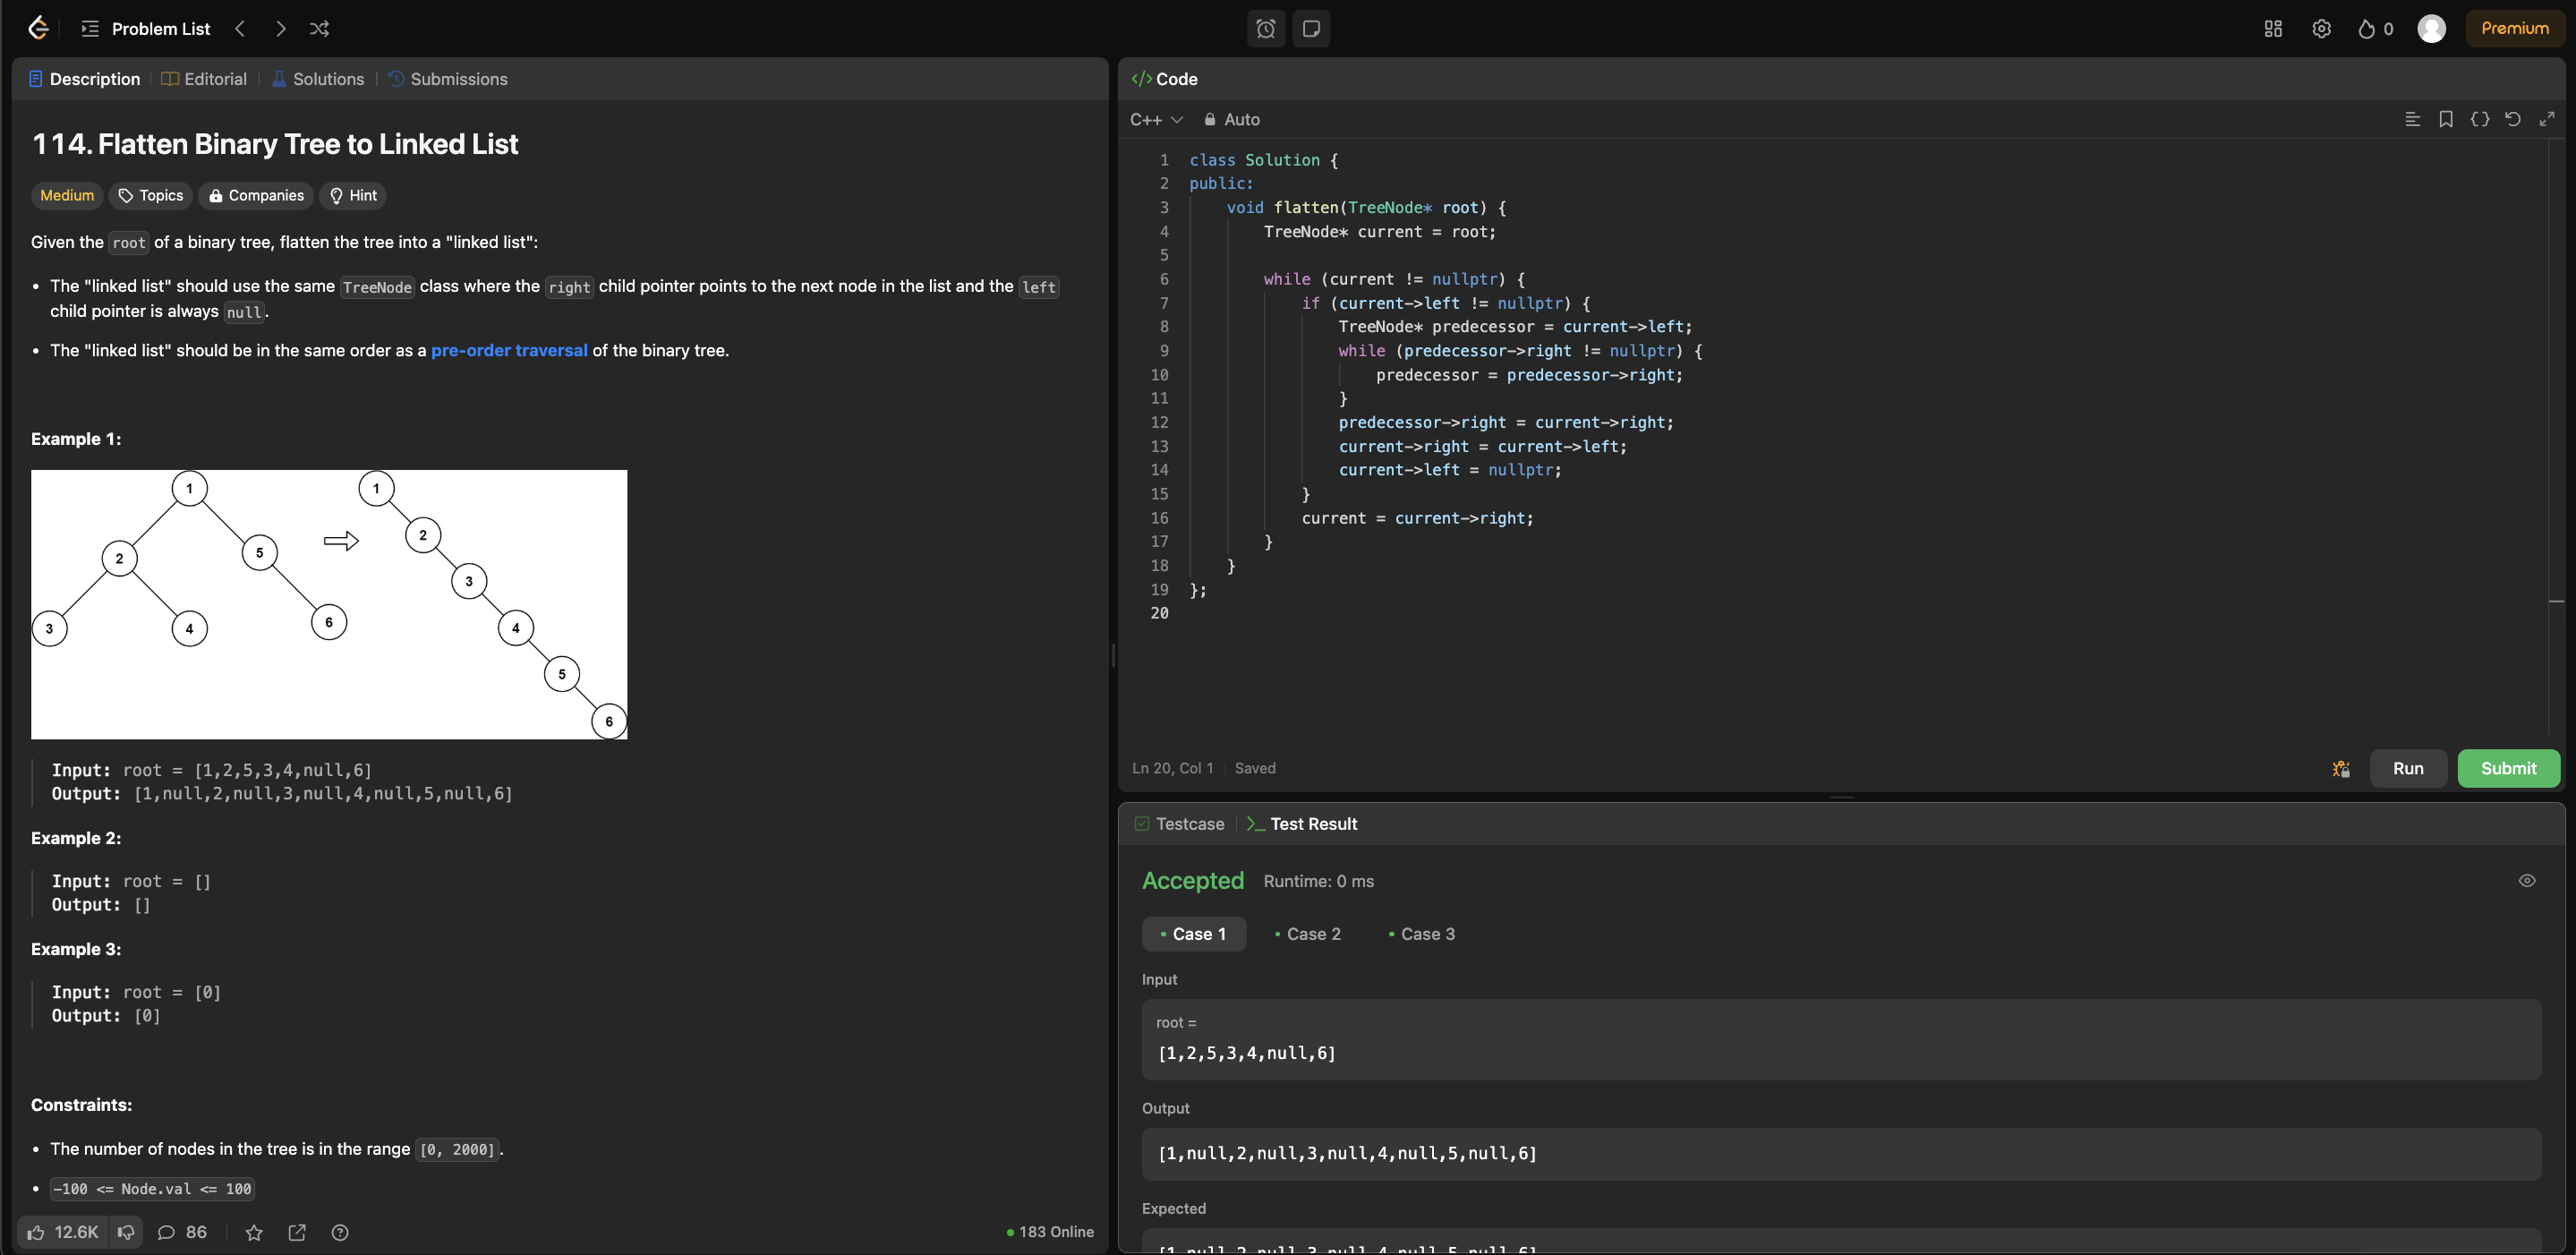 Problem List
0
Premium
Description
Editorial
Solutions
Submissions
114. Flatten Binary Tree to Linked List
Medium
Topics
Companies
Hint
Given the root of a binary tree, flatten the tree into a "linked list":
• The "linked list" should use the same TreeNode class where the right child pointer points to the next node in the list and the left
child pointer is always null.
• The "linked list" should be in the same order as a pre-order traversal of the binary tree.
Example 1:
1
2
5
3
4
6
1
2
3
4
5
6
Input: root = [1,2,5,3,4,null,6]
Output: [1,null,2,null,3,null,4,null,5,null,6]
Example 2:
Input: root = []
Output: []
Example 3:
Input: root = [0]
Output: [0]
Constraints:
• The number of nodes in the tree is in the range [0, 2000].
• -100 <= Node.val <= 100
12.6K
86
183 Online
</> Code
C++
Auto
1 class Solution {
2 public:
3     void flatten(TreeNode* root) {
4         TreeNode* current = root;
5
6         while (current != nullptr) {
7             if (current->left != nullptr) {
8                 TreeNode* predecessor = current->left;
9                 while (predecessor->right != nullptr) {
10                     predecessor = predecessor->right;
11                 }
12                 predecessor->right = current->right;
13                 current->right = current->left;
14                 current->left = nullptr;
15             }
16             current = current->right;
17         }
18     }
19 };
20
Ln 20, Col 1
Saved
Run
Submit
Testcase
Test Result
Accepted
Runtime: 0 ms
Case 1
Case 2
Case 3
Input
root =
[1,2,5,3,4,null,6]
Output
[1,null,2,null,3,null,4,null,5,null,6]
Expected
[1,null,2,null,3,null,4,null,5,null,6]